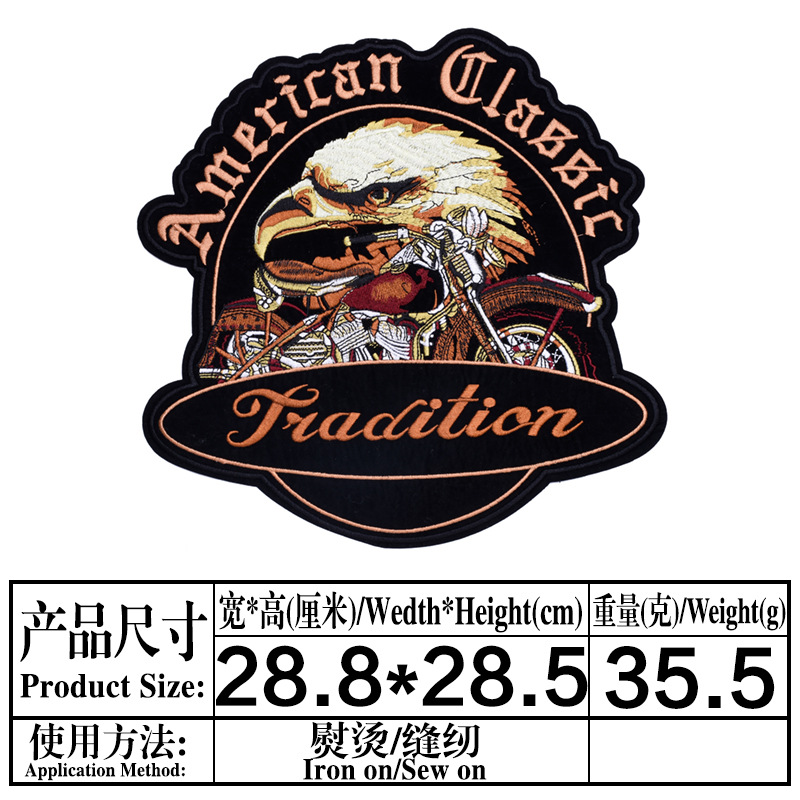 American Classic
Tradition
产品尺寸
Product Size:
宽*高(厘米)/Wedth*Height(cm)
重量(克)/Weight(g)
28.8*28.5
35.5
使用方法:
Application Method:
熨烫/缝纫
Iron on/Sew on